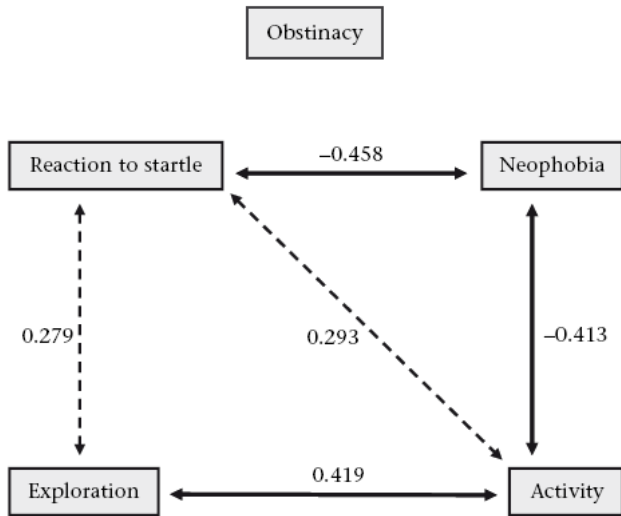 Obstinacy
–0.458
Reaction to startle
Neophobia
0.279
0.293
–0.413
0.419
Exploration
Activity